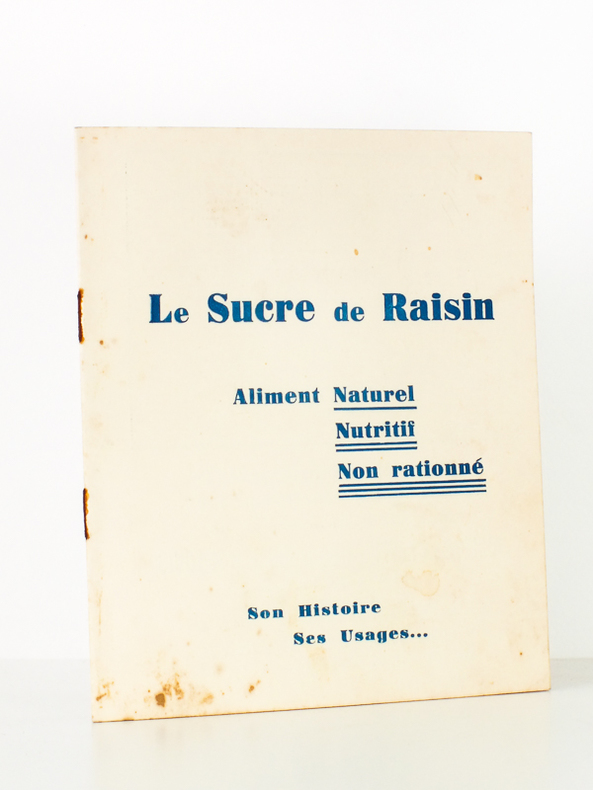 Le Sucre de Raisin
Aliment Naturel
Nutritif
Non rationné
Son Histoire
Ses Usages...